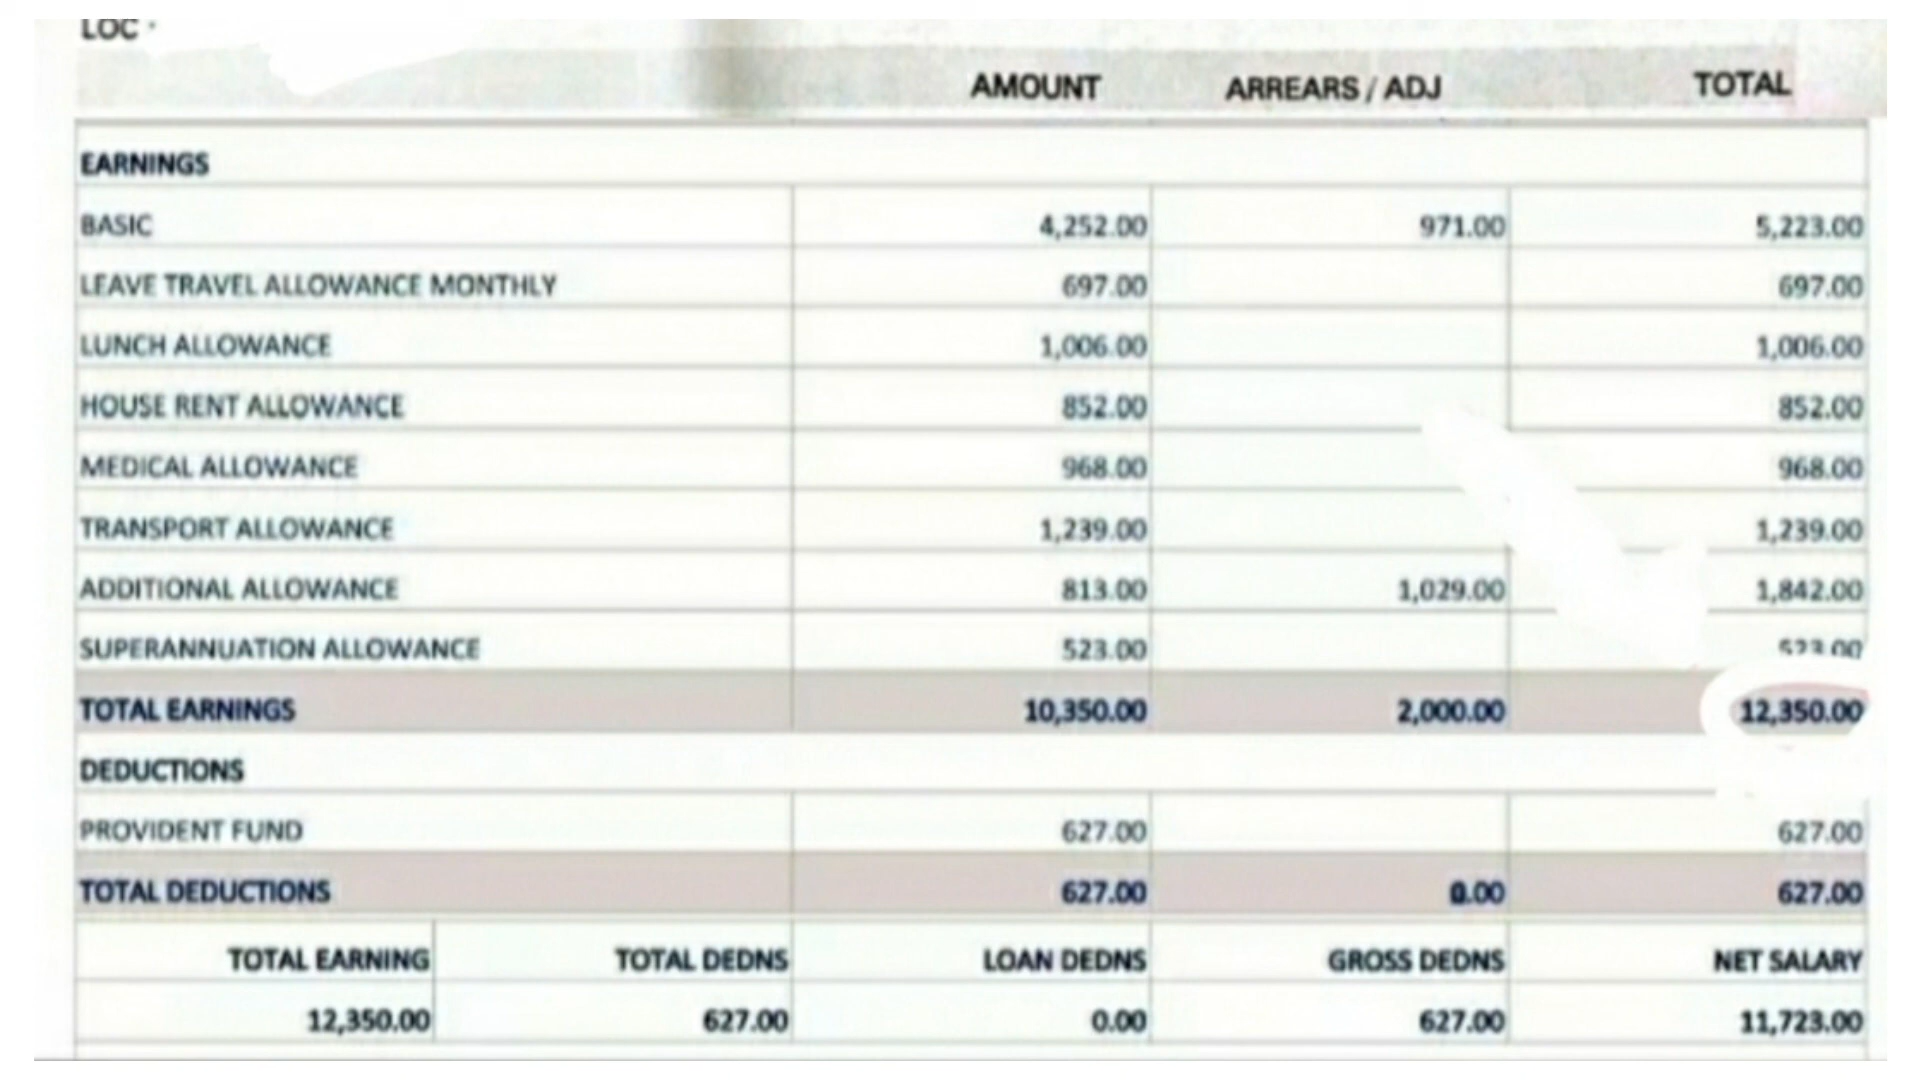 LOC
AMOUNT ARREARS / ADJ TOTAL
EARNINGS
BASIC 4,252.00 971.00 5,223.00
LEAVE TRAVEL ALLOWANCE MONTHLY 697.00 697.00
LUNCH ALLOWANCE 1,006.00 1,006.00
HOUSE RENT ALLOWANCE 852.00 852.00
MEDICAL ALLOWANCE 968.00 968.00
TRANSPORT ALLOWANCE 1,239.00 1,239.00
ADDITIONAL ALLOWANCE 813.00 1,029.00 1,842.00
SUPERANNUATION ALLOWANCE 523.00 523.00
TOTAL EARNINGS 10,350.00 2,000.00 12,350.00
DEDUCTIONS
PROVIDENT FUND 627.00 627.00
TOTAL DEDUCTIONS 627.00 0.00 627.00
TOTAL EARNING TOTAL DEDNS LOAN DEDNS GROSS DEDNS NET SALARY
12,350.00 627.00 0.00 627.00 11,723.00